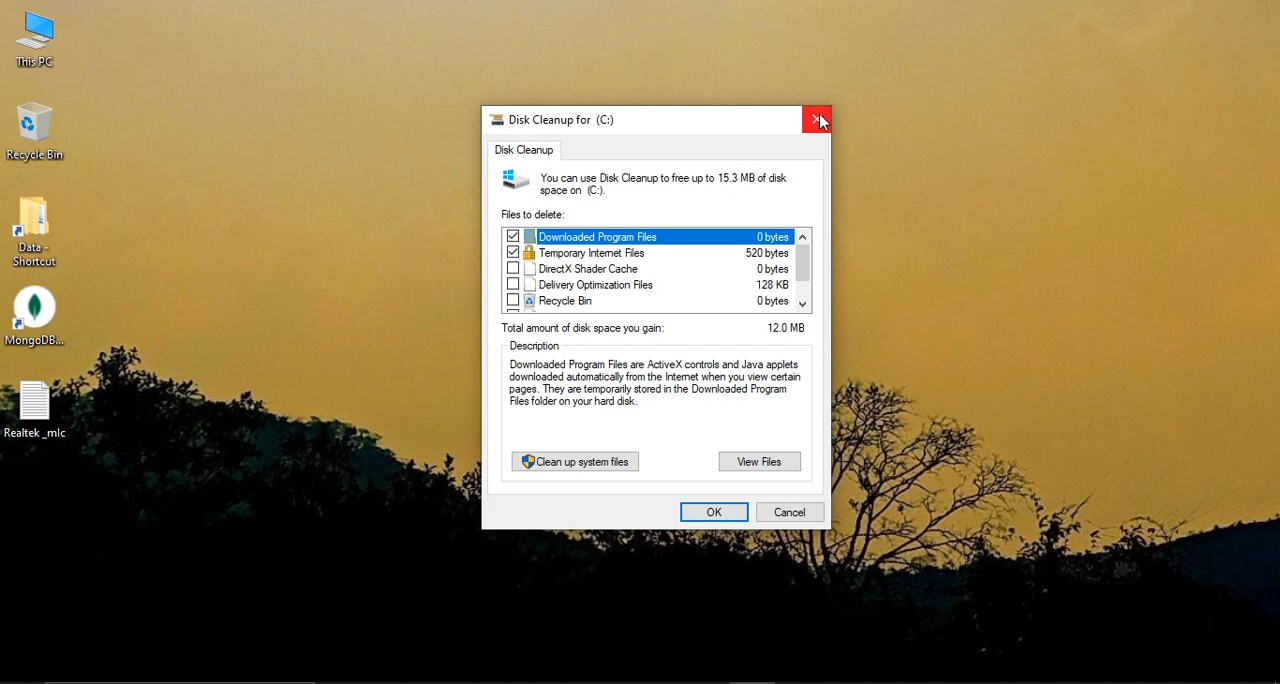 This PC
Recycle Bin
Data -
Shortcut
MongoDB...
Realtek _mlc
Disk Cleanup for (C:)
Disk Cleanup
You can use Disk Cleanup to free up to 15.3 MB of disk
space on (C:).
Files to delete:
Downloaded Program Files 0 bytes
Temporary Internet Files 520 bytes
DirectX Shader Cache 0 bytes
Delivery Optimization Files 128 KB
Recycle Bin 0 bytes
Total amount of disk space you gain: 12.0 MB
Description
Downloaded Program Files are ActiveX controls and Java applets
downloaded automatically from the Internet when you view certain
pages. They are temporarily stored in the Downloaded Program
Files folder on your hard disk.
Clean up system files
View Files
OK
Cancel